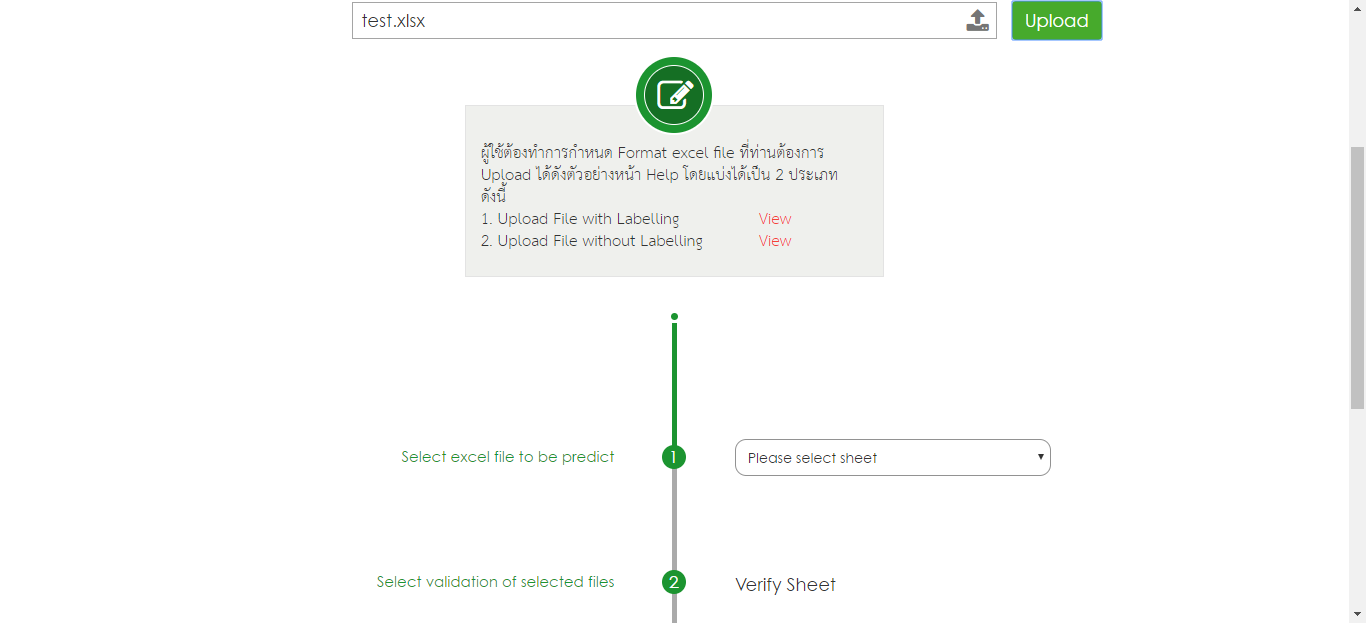 test.xlsx
Upload
ผู้ใช้ต้องทำการกำหนด Format excel file ที่ท่านต้องการ
Upload ได้ดังตัวอย่างหน้า Help โดยแบ่งได้เป็น 2 ประเภท
ดังนี้
1. Upload File with Labelling View
2. Upload File without Labelling View
Select excel file to be predict
1
Please select sheet
Select validation of selected files
2
Verify Sheet